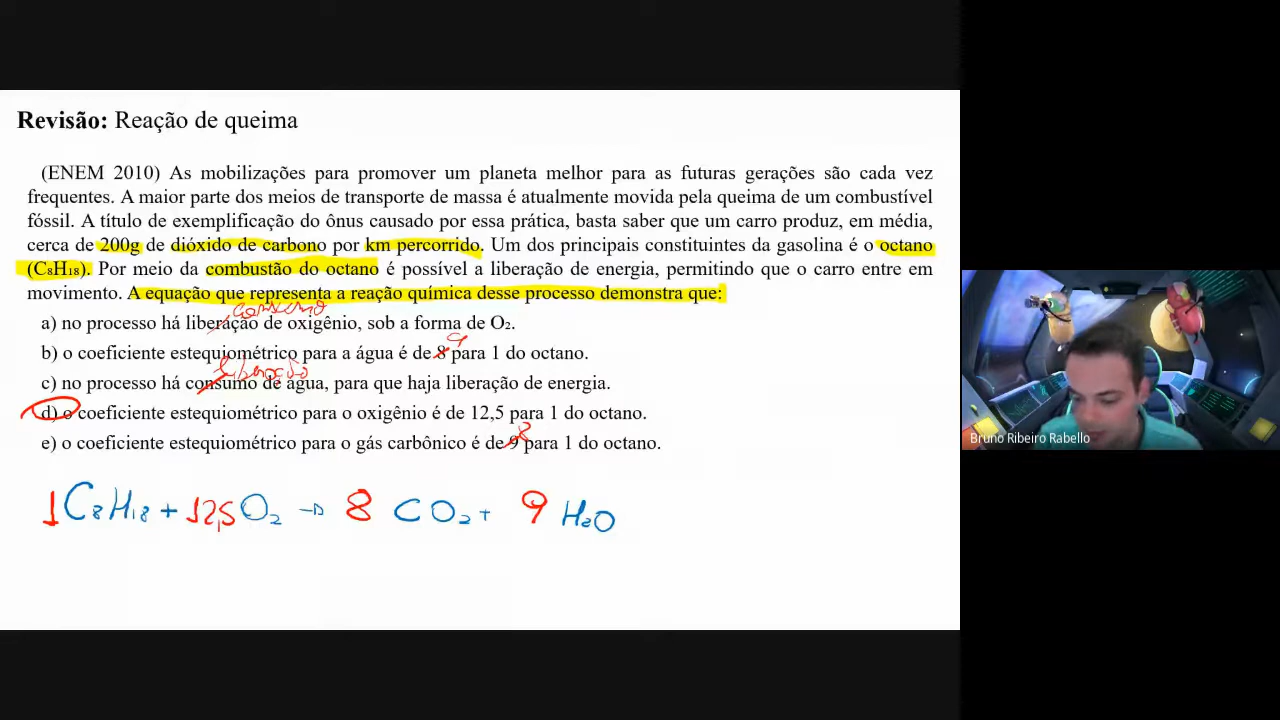 Revisão: Reação de queima
(ENEM 2010) As mobilizações para promover um planeta melhor para as futuras gerações são cada vez
frequentes. A maior parte dos meios de transporte de massa é atualmente movida pela queima de um combustível
fóssil. A título de exemplificação do ônus causado por essa prática, basta saber que um carro produz, em média,
cerca de 200g de dióxido de carbono por km percorrido. Um dos principais constituintes da gasolina é o octano
(C₈H₁₈). Por meio da combustão do octano é possível a liberação de energia, permitindo que o carro entre em
movimento. A equação que representa a reação química desse processo demonstra que:
consumo
a) no processo há liberação de oxigênio, sob a forma de O₂.
9
b) o coeficiente estequiométrico para a água é de 8 para 1 do octano.
liberação
c) no processo há consumo de água, para que haja liberação de energia.
d) o coeficiente estequiométrico para o oxigênio é de 12,5 para 1 do octano.
8
e) o coeficiente estequiométrico para o gás carbônico é de 9 para 1 do octano.
1 C₈H₁₈ + 12,5 O₂ → 8 CO₂ + 9 H₂O
Bruno Ribeiro Rabello